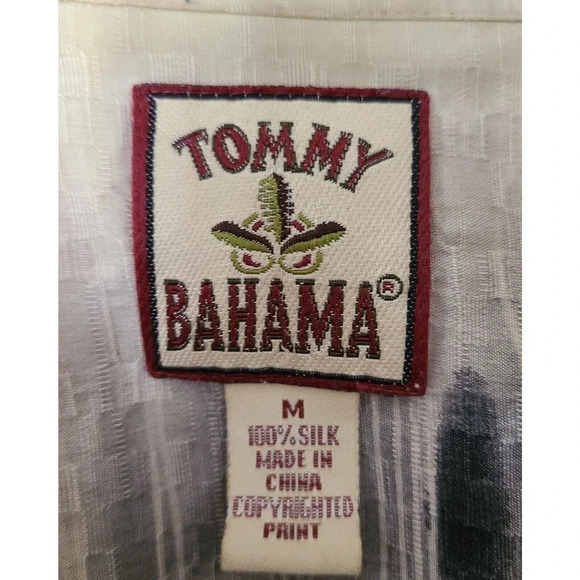 TOMMY
BAHAMA®
M
100% SILK
MADE IN
CHINA
COPYRIGHTED
PRINT